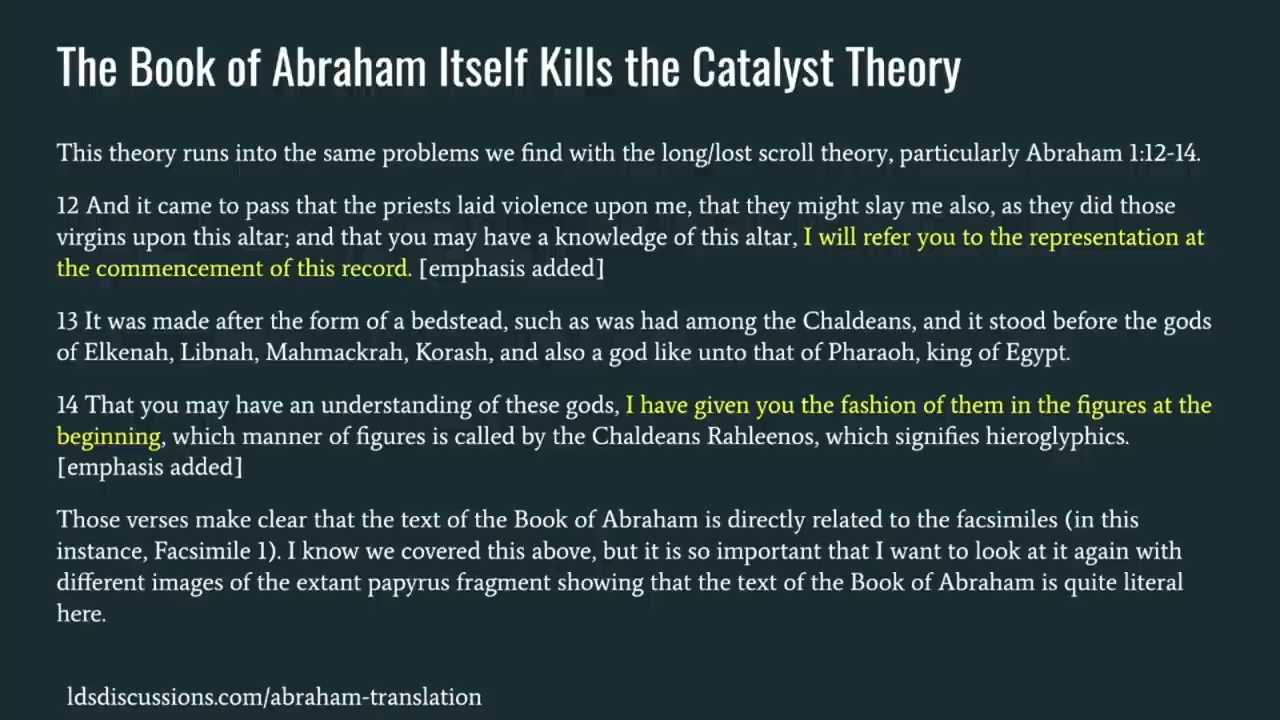 The Book of Abraham Itself Kills the Catalyst Theory
This theory runs into the same problems we find with the long/lost scroll theory, particularly Abraham 1:12-14.
12 And it came to pass that the priests laid violence upon me, that they might slay me also, as they did those
virgins upon this altar; and that you may have a knowledge of this altar, I will refer you to the representation at
the commencement of this record. [emphasis added]
13 It was made after the form of a bedstead, such as was had among the Chaldeans, and it stood before the gods
of Elkenah, Libnah, Mahmackrah, Korash, and also a god like unto that of Pharaoh, king of Egypt.
14 That you may have an understanding of these gods, I have given you the fashion of them in the figures at the
beginning, which manner of figures is called by the Chaldeans Rahleenos, which signifies hieroglyphics.
[emphasis added]
Those verses make clear that the text of the Book of Abraham is directly related to the facsimiles (in this
instance, Facsimile 1). I know we covered this above, but it is so important that I want to look at it again with
different images of the extant papyrus fragment showing that the text of the Book of Abraham is quite literal
here.
ldsdiscussions.com/abraham-translation